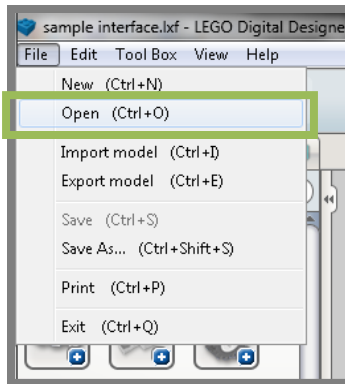 sample interface.lxf - LEGO Digital Designe
File Edit Tool Box View Help
New (Ctrl+N)
Open (Ctrl+O)
Import model (Ctrl+I)
Export model (Ctrl+E)
Save (Ctrl+S)
Save As... (Ctrl+Shift+S)
Print (Ctrl+P)
Exit (Ctrl+Q)